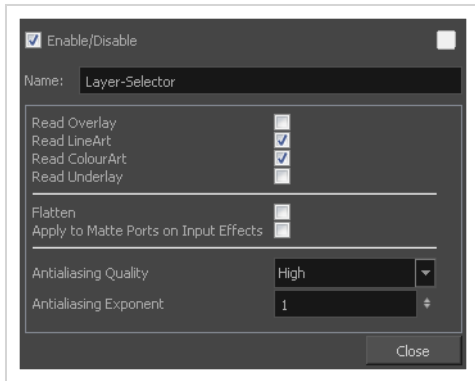 Enable/Disable
Name: Layer-Selector
Read Overlay
Read LineArt
Read ColourArt
Read Underlay
Flatten
Apply to Matte Ports on Input Effects
Antialiasing Quality High
Antialiasing Exponent 1
Close